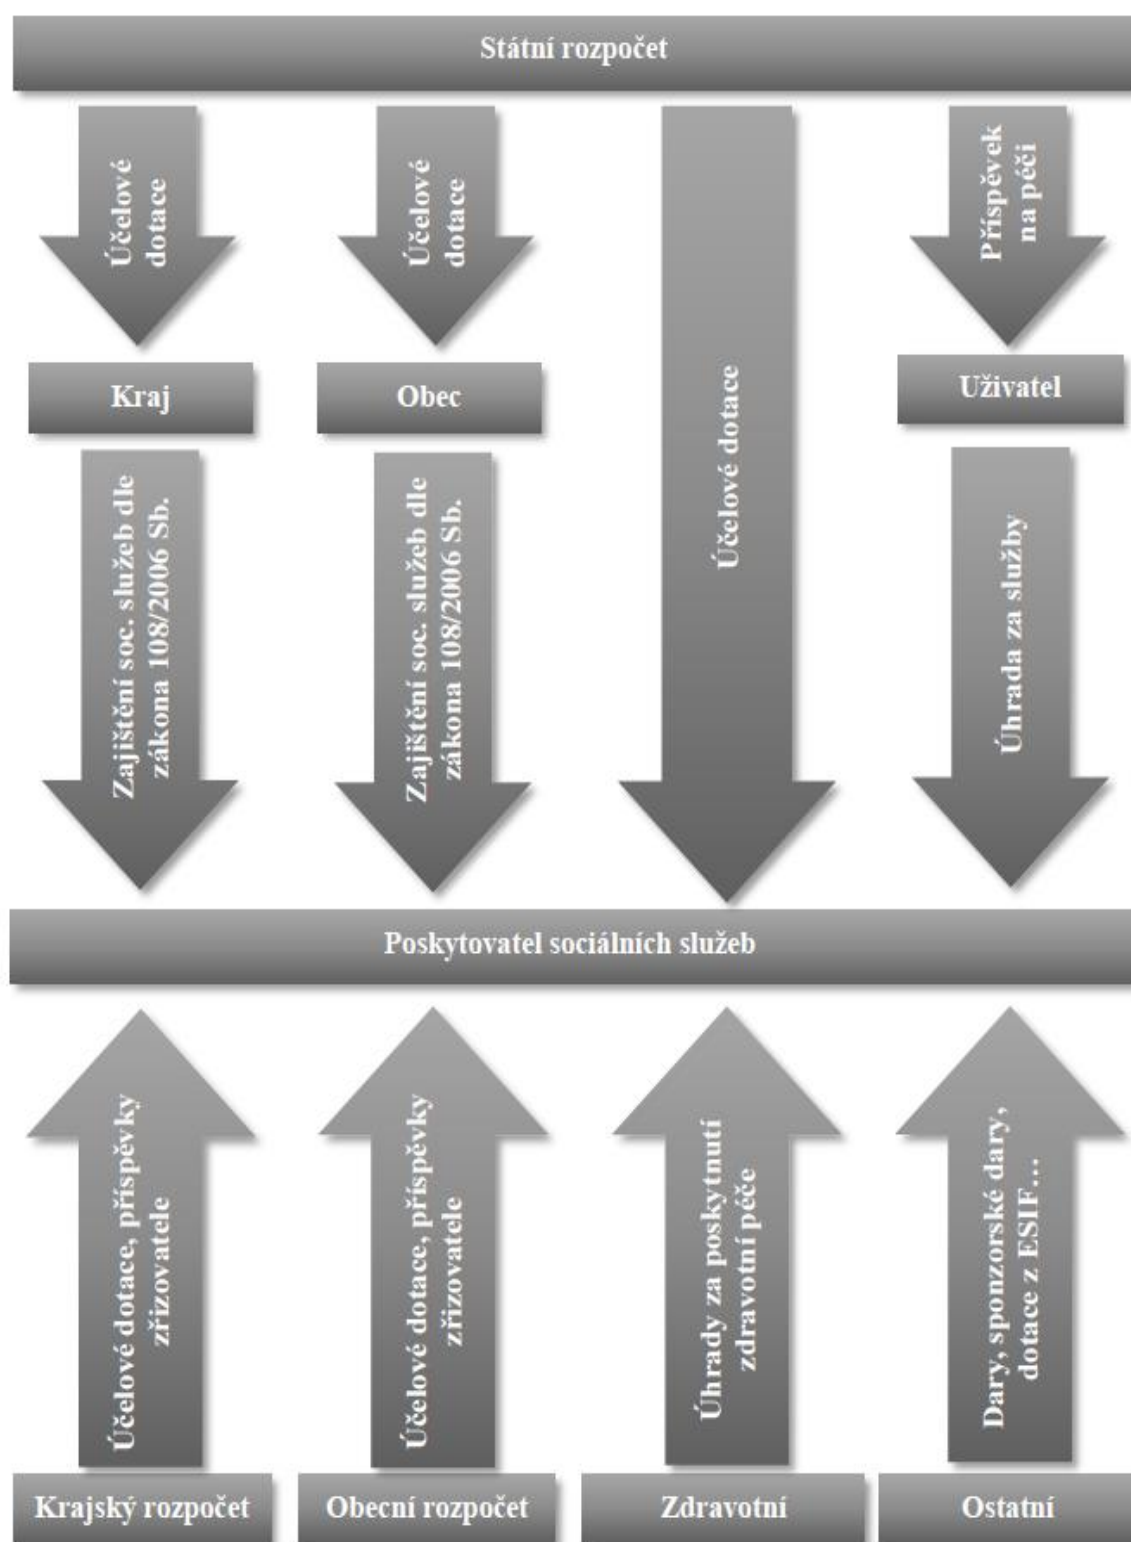 Státní rozpočet
Účelové
dotace
Účelové
dotace
Účelové dotace
Příspěvek
na péči
Kraj
Obec
Uživatel
Zajištění soc. služeb dle
zákona 108/2006 Sb.
Zajištění soc. služeb dle
zákona 108/2006 Sb.
Úhrada za služby
Poskytovatel sociálních služeb
Účelové dotace, příspěvky
zřizovatele
Účelové dotace, příspěvky
zřizovatele
Úhrady za poskytnutí
zdravotní péče
Dary, sponzorské dary,
dotace z ESIF…
Krajský rozpočet
Obecní rozpočet
Zdravotní
Ostatní